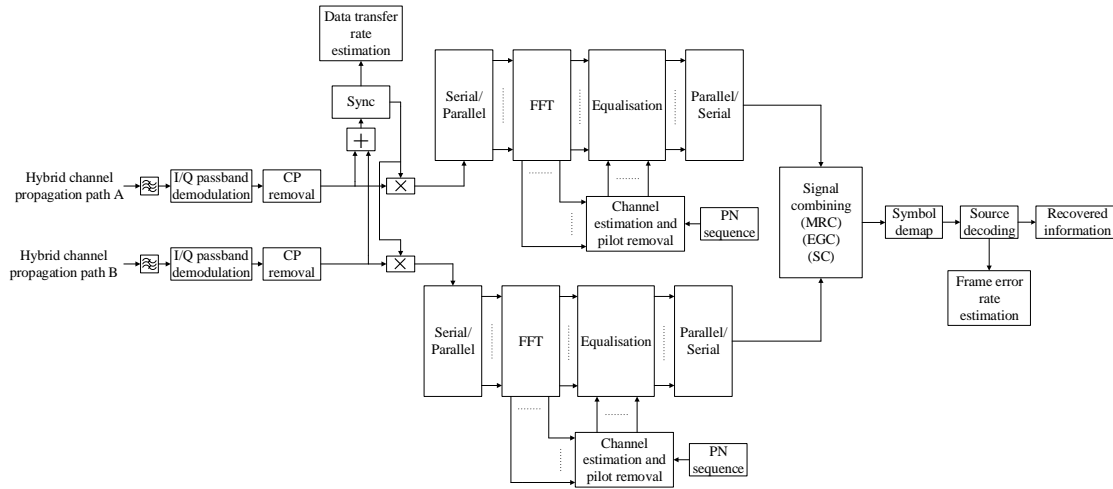 Data transfer
rate
estimation
Sync
+
Serial/
Parallel
FFT
Equalisation
Parallel/
Serial
Hybrid channel
propagation path A
I/Q passband
demodulation
CP
removal
×
Channel
estimation and
pilot removal
PN
sequence
Signal
combining
(MRC)
(EGC)
(SC)
Symbol
demap
Source
decoding
Recovered
information
Hybrid channel
propagation path B
I/Q passband
demodulation
CP
removal
×
Frame error
rate
estimation
Serial/
Parallel
FFT
Equalisation
Parallel/
Serial
Channel
estimation and
pilot removal
PN
sequence